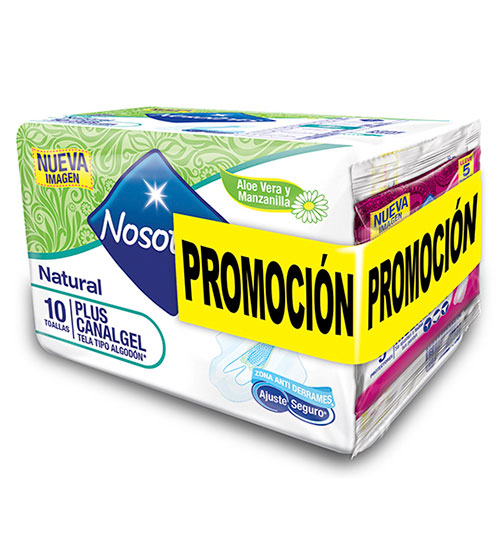 NUEVA
IMAGEN
Aloe Vera y
Manzanilla
Natural
10
TOALLAS
PLUS
CANALGEL
TELA TIPO ALGODÓN*
PROMOCIÓN
ZONA ANTI DERRAMES
Ajuste Seguro*
5
NUEVA
IMAGEN
PROMOCIÓN